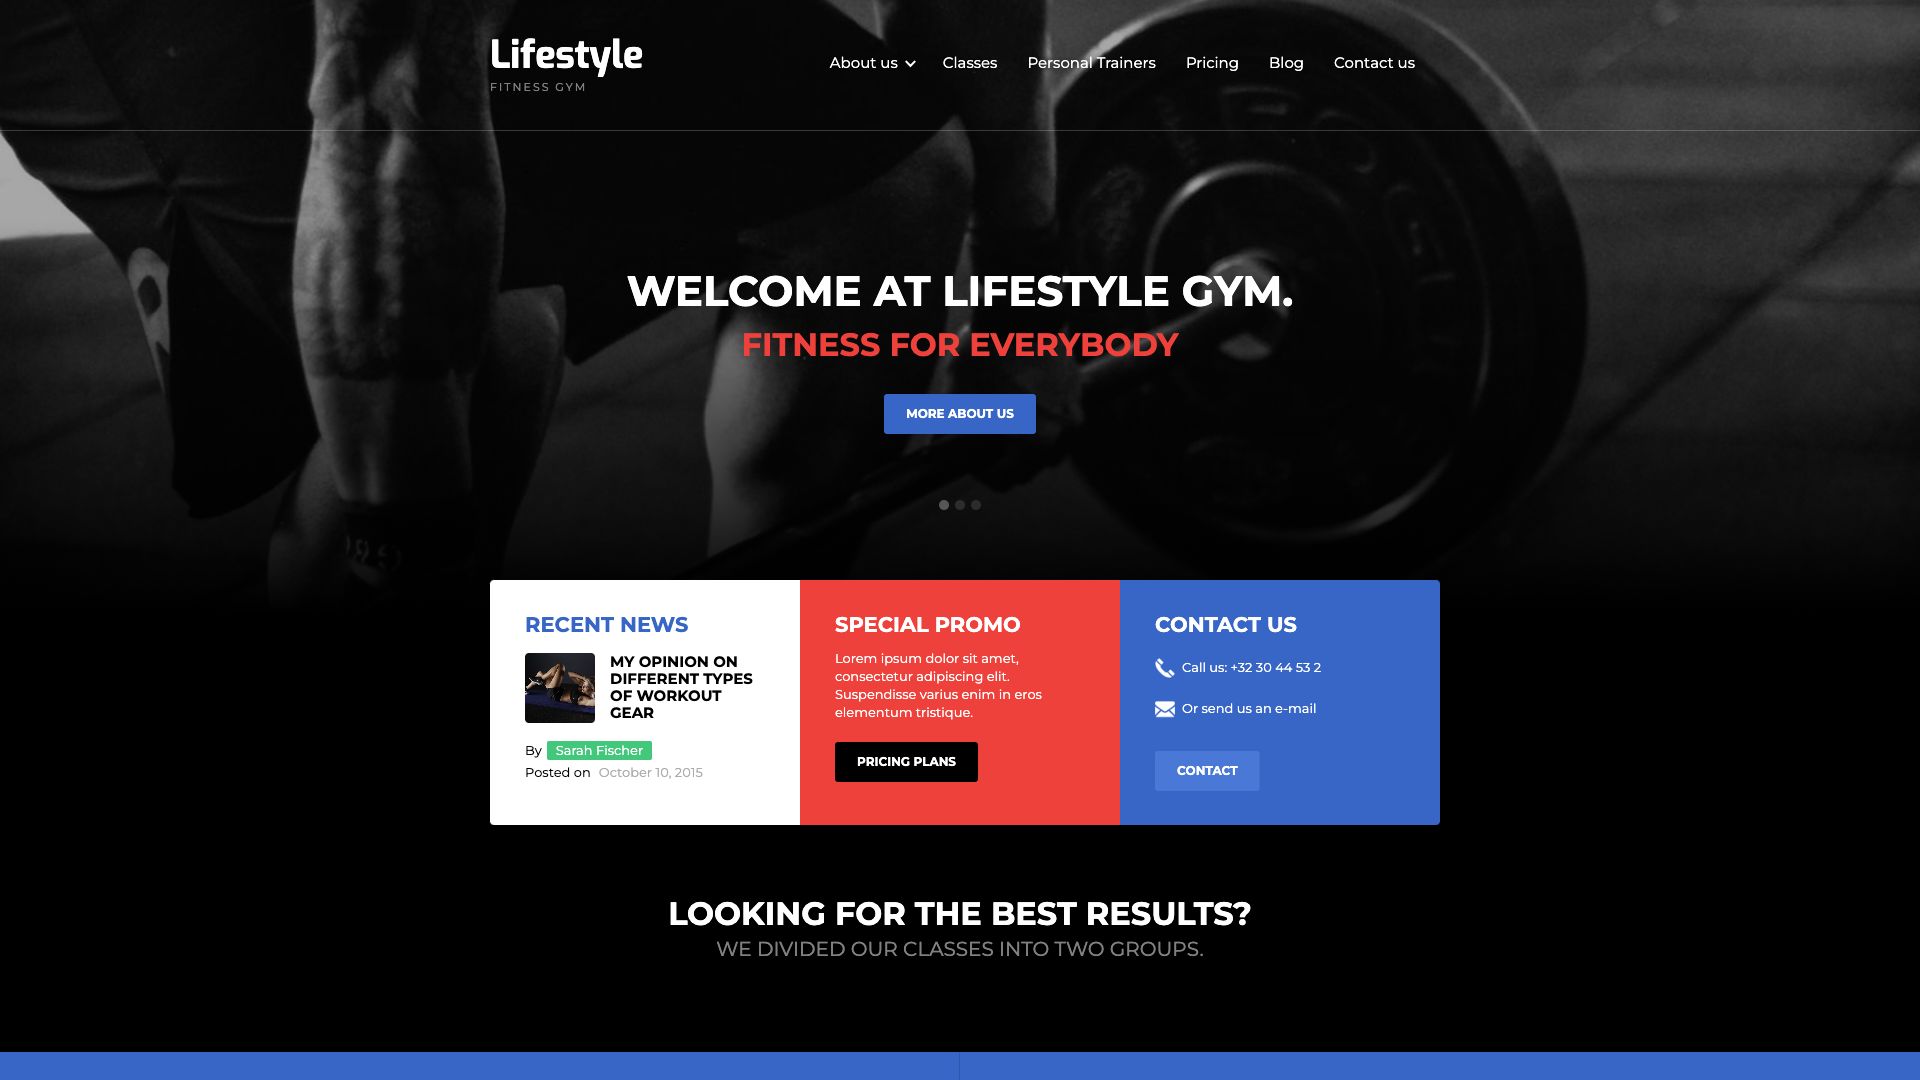 Lifestyle
FITNESS GYM
About us
Classes
Personal Trainers
Pricing
Blog
Contact us
WELCOME AT LIFESTYLE GYM.
FITNESS FOR EVERYBODY
MORE ABOUT US
RECENT NEWS
MY OPINION ON
DIFFERENT TYPES
OF WORKOUT
GEAR
By Sarah Fischer
Posted on October 10, 2015
SPECIAL PROMO
Lorem ipsum dolor sit amet,
consectetur adipiscing elit.
Suspendisse varius enim in eros
elementum tristique.
PRICING PLANS
CONTACT US
Call us: +32 30 44 53 2
Or send us an e-mail
CONTACT
LOOKING FOR THE BEST RESULTS?
WE DIVIDED OUR CLASSES INTO TWO GROUPS.